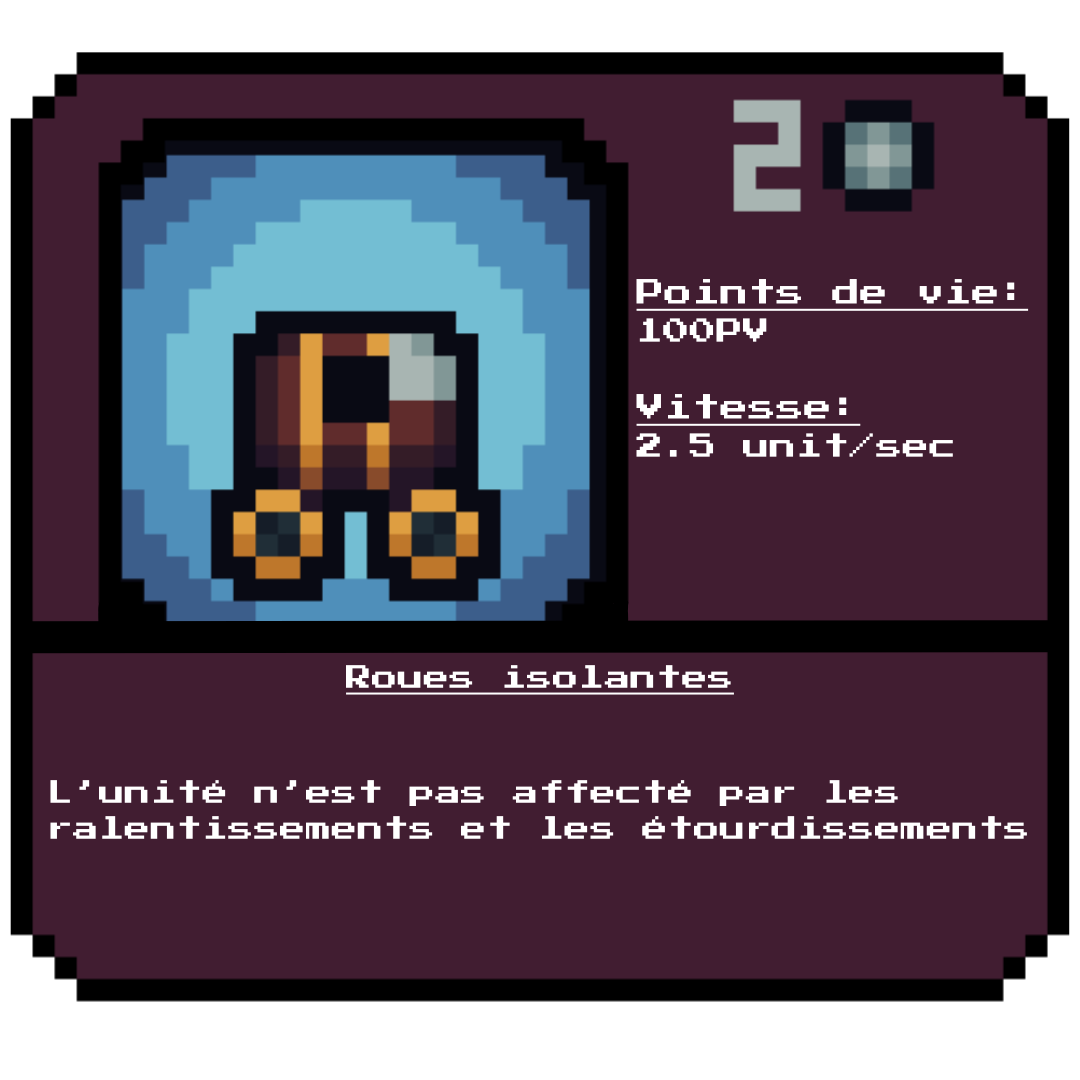 2
Points de vie:
100PV
Vitesse:
2.5 unit/sec
Roues isolantes
L'unité n'est pas affecté par les
ralentissements et les étourdissements